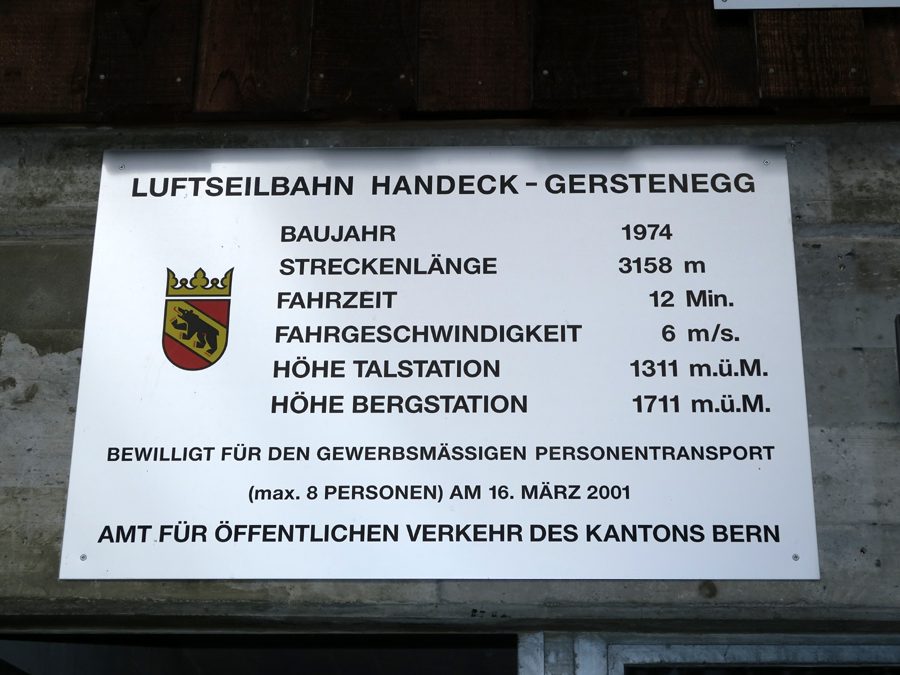 LUFTSEILBAHN HANDECK - GERSTENEGG
BAUJAHR 1974
STRECKENLÄNGE 3158 m
FAHRZEIT 12 Min.
FAHRGESCHWINDIGKEIT 6 m/s.
HÖHE TALSTATION 1311 m.ü.M.
HÖHE BERGSTATION 1711 m.ü.M.
BEWILLIGT FÜR DEN GEWERBSMÄSSIGEN PERSONENTRANSPORT
(max. 8 PERSONEN) AM 16. MÄRZ 2001
AMT FÜR ÖFFENTLICHEN VERKEHR DES KANTONS BERN